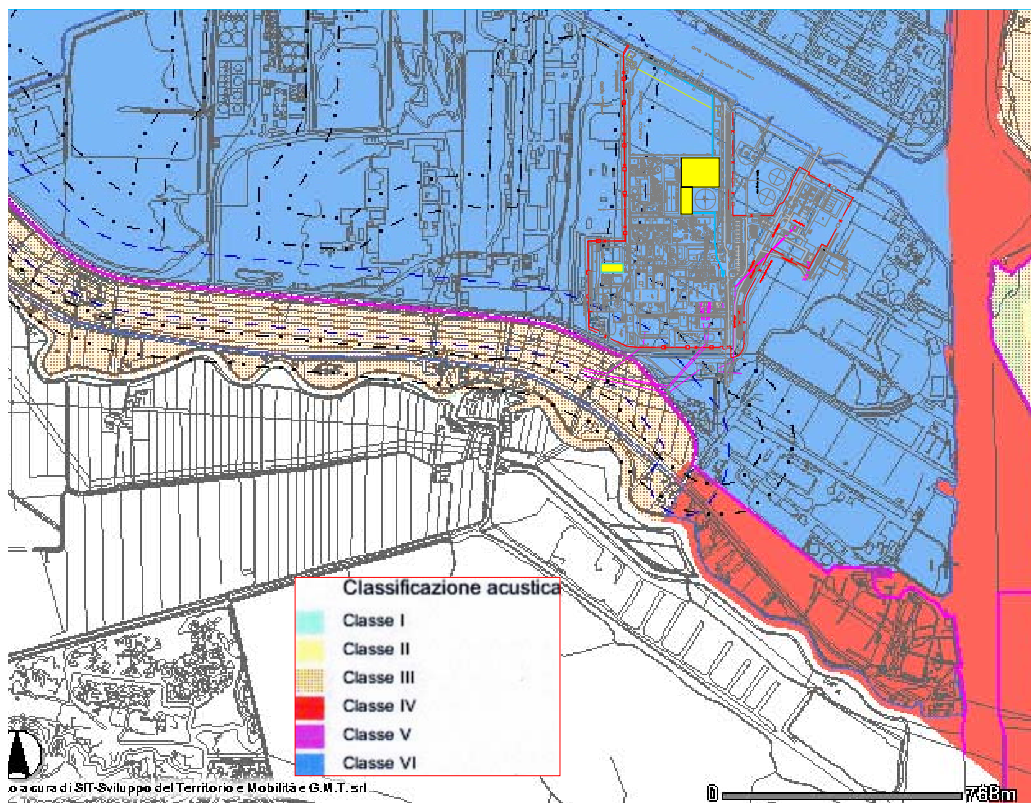 Classificazione acustica
Classe I
Classe II
Classe III
Classe IV
Classe V
Classe VI
o a cura di SIT-Sviluppo del Territorio e Mobilità e G.M.T. srl
0 768m